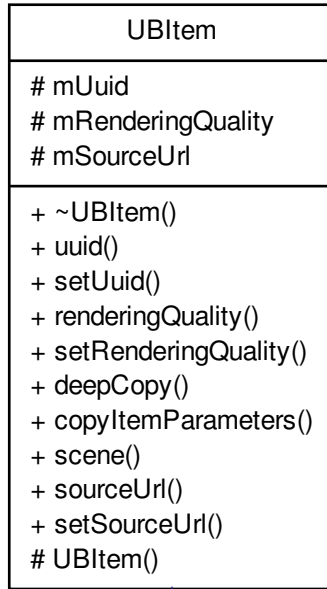 UBItem
# mUuid
# mRenderingQuality
# mSourceUrl
+ ~UBItem()
+ uuid()
+ setUuid()
+ renderingQuality()
+ setRenderingQuality()
+ deepCopy()
+ copyItemParameters()
+ scene()
+ sourceUrl()
+ setSourceUrl()
# UBItem()